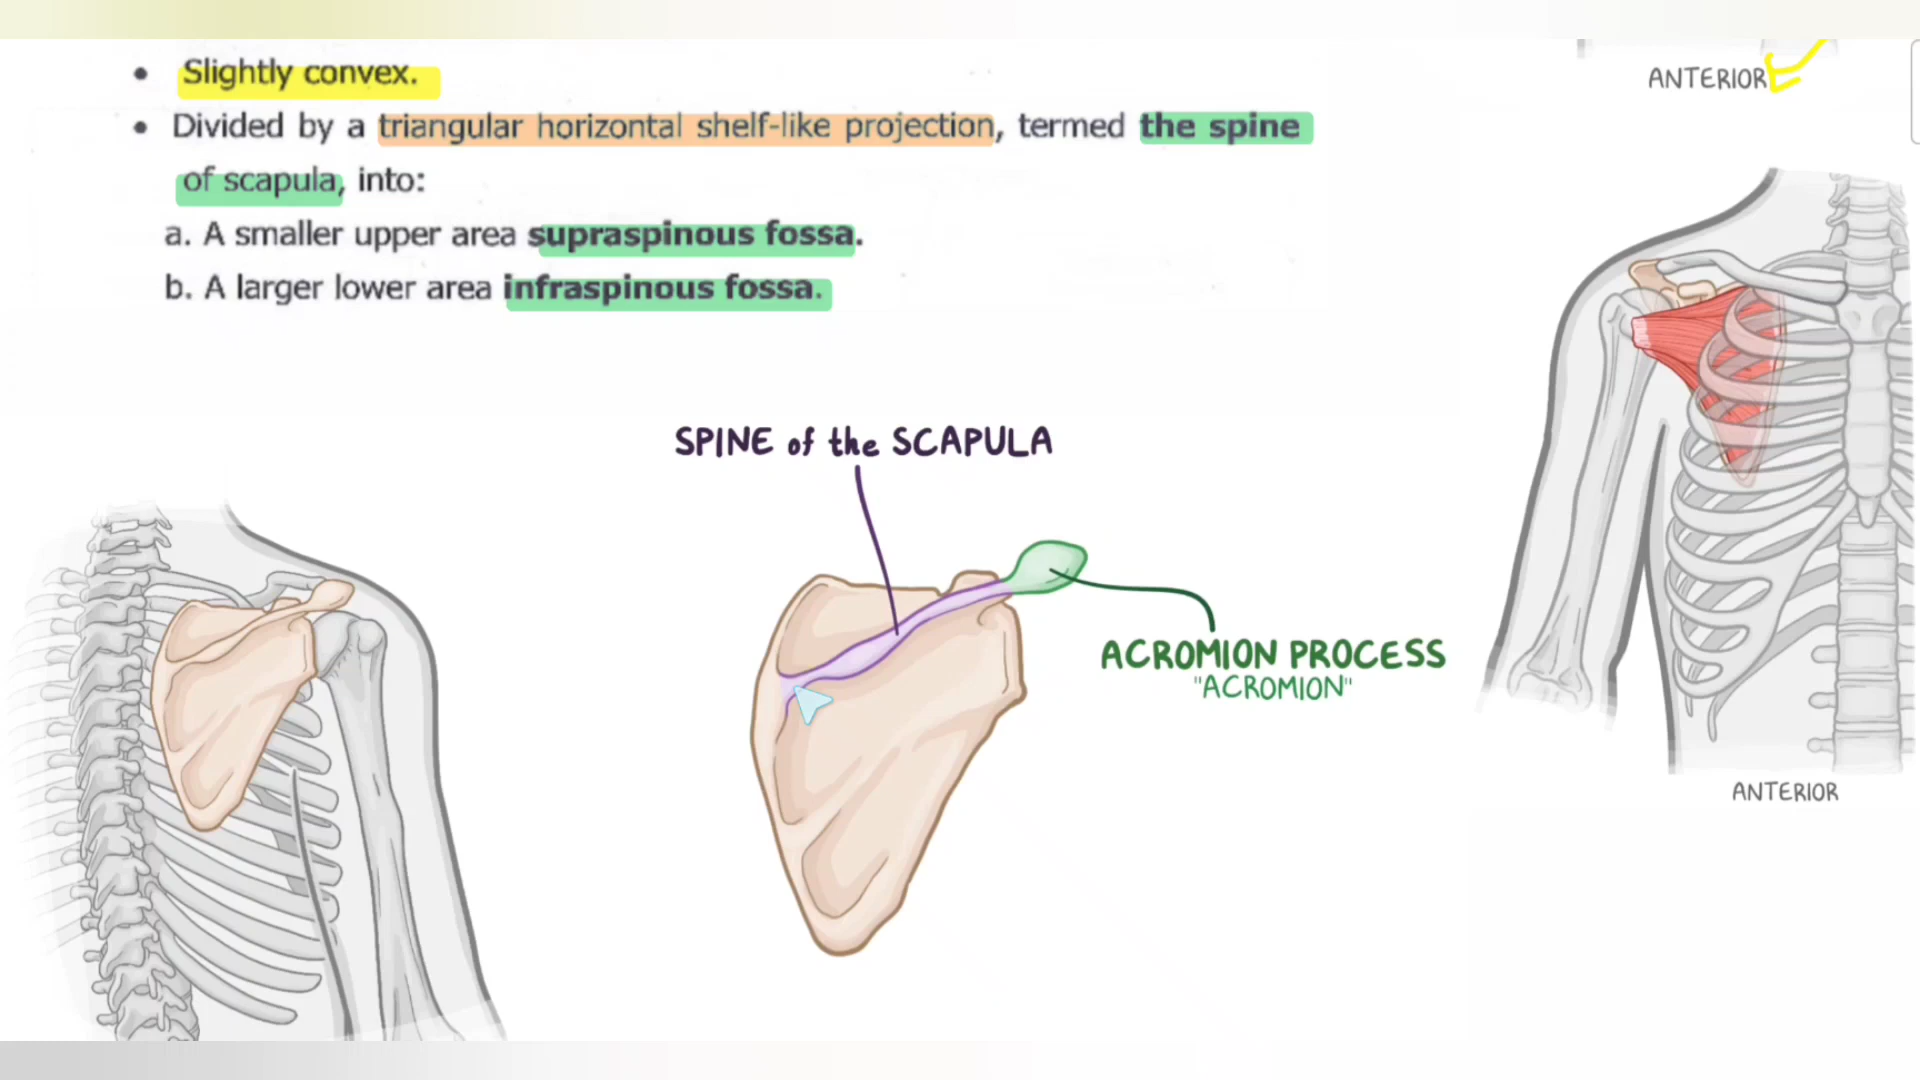 • Slightly convex.
ANTERIOR
• Divided by a triangular horizontal shelf-like projection, termed the spine
of scapula, into:
a. A smaller upper area supraspinous fossa.
b. A larger lower area infraspinous fossa.
SPINE of the SCAPULA
ACROMION PROCESS
"ACROMION"
ANTERIOR